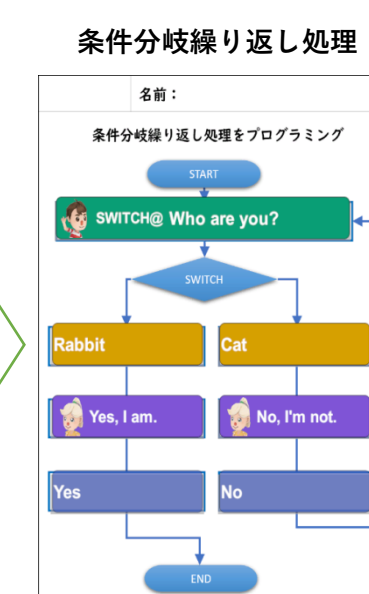 条件分岐繰り返し処理
名前：
条件分岐繰り返し処理をプログラミング
START
SWITCH@ Who are you?
SWITCH
Rabbit
Cat
Yes, I am.
No, I'm not.
Yes
No
END